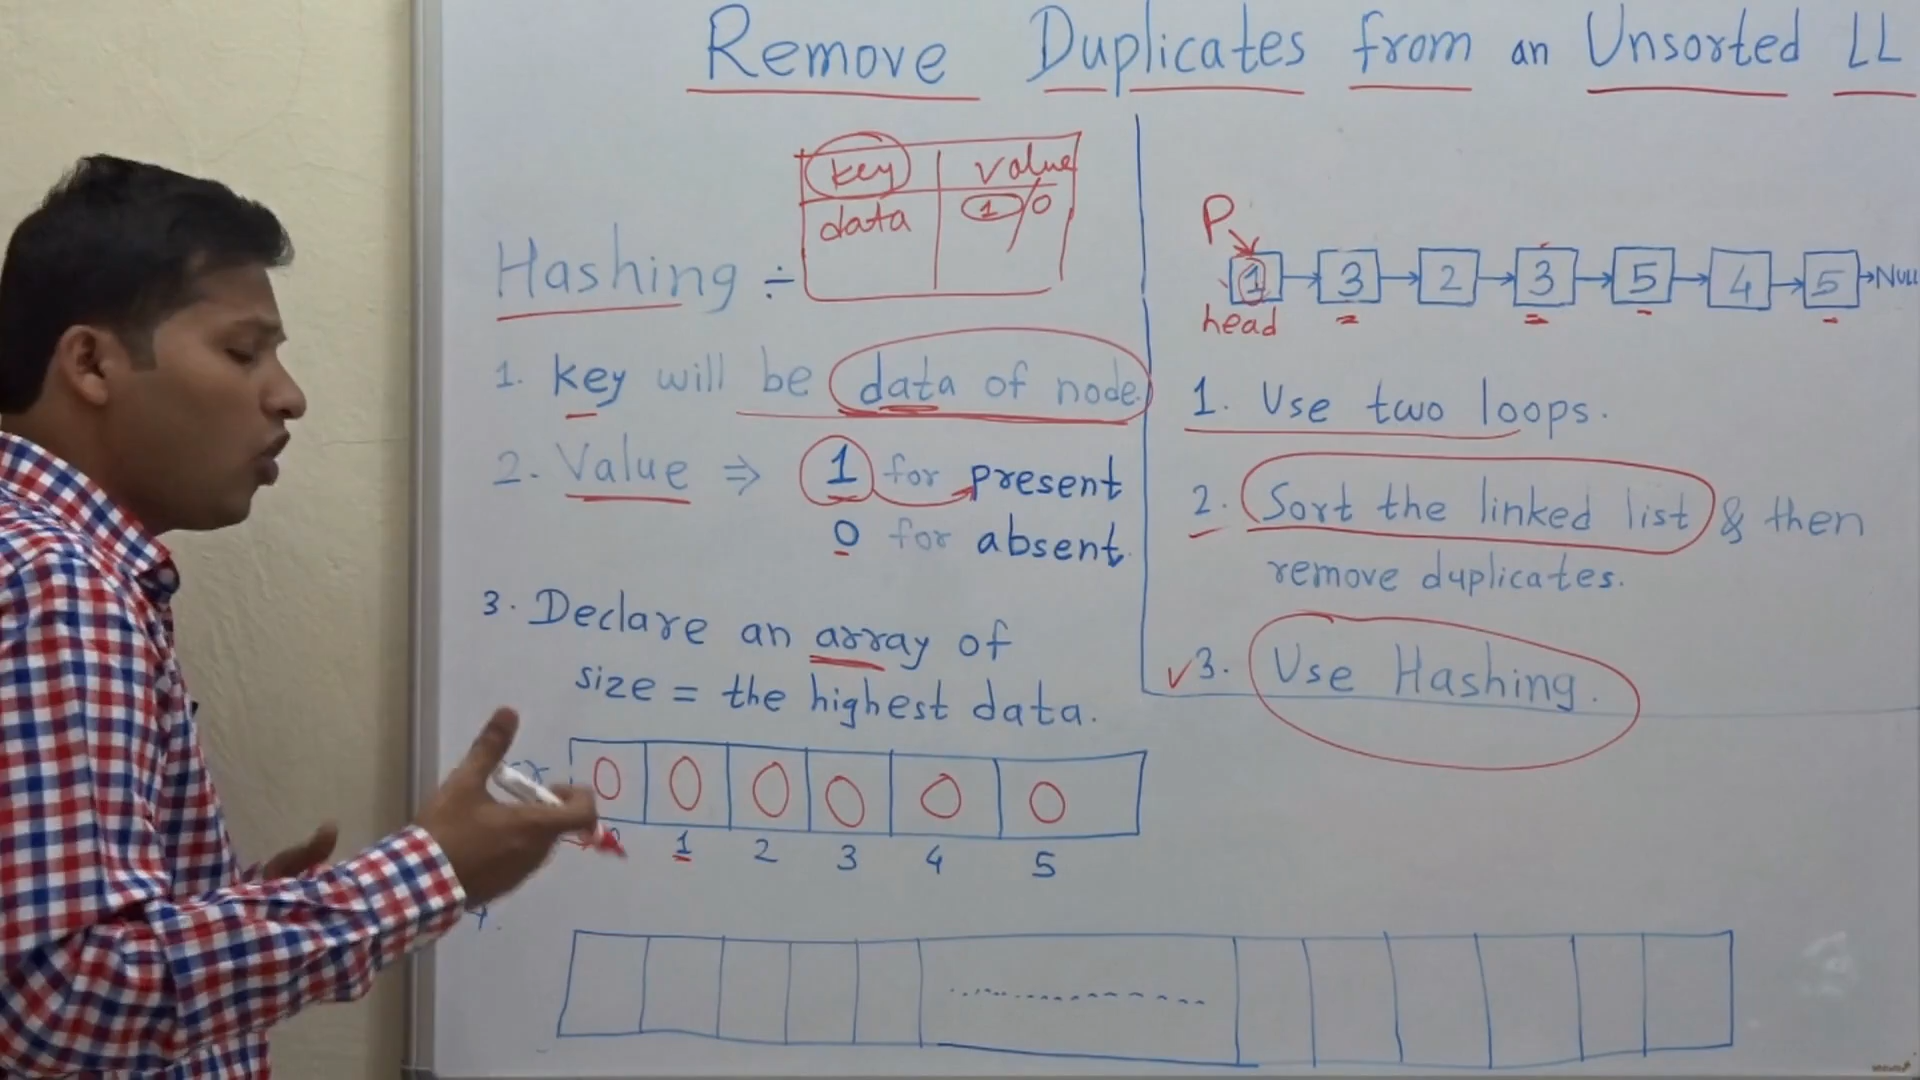 Remove Duplicates from an Unsorted LL
key value
data 1/0
Hashing ÷
1. key will be data of node.
2. Value ⇒ 1 for present
0 for absent.
3. Declare an array of
size = the highest data.
0 0 0 0 0 0
1 2 3 4 5
4.
P
1 → 3 → 2 → 3 → 5 → 4 → 5 → NULL
head
1. Use two loops.
2. Sort the linked list & then
remove duplicates.
✓3. Use Hashing.